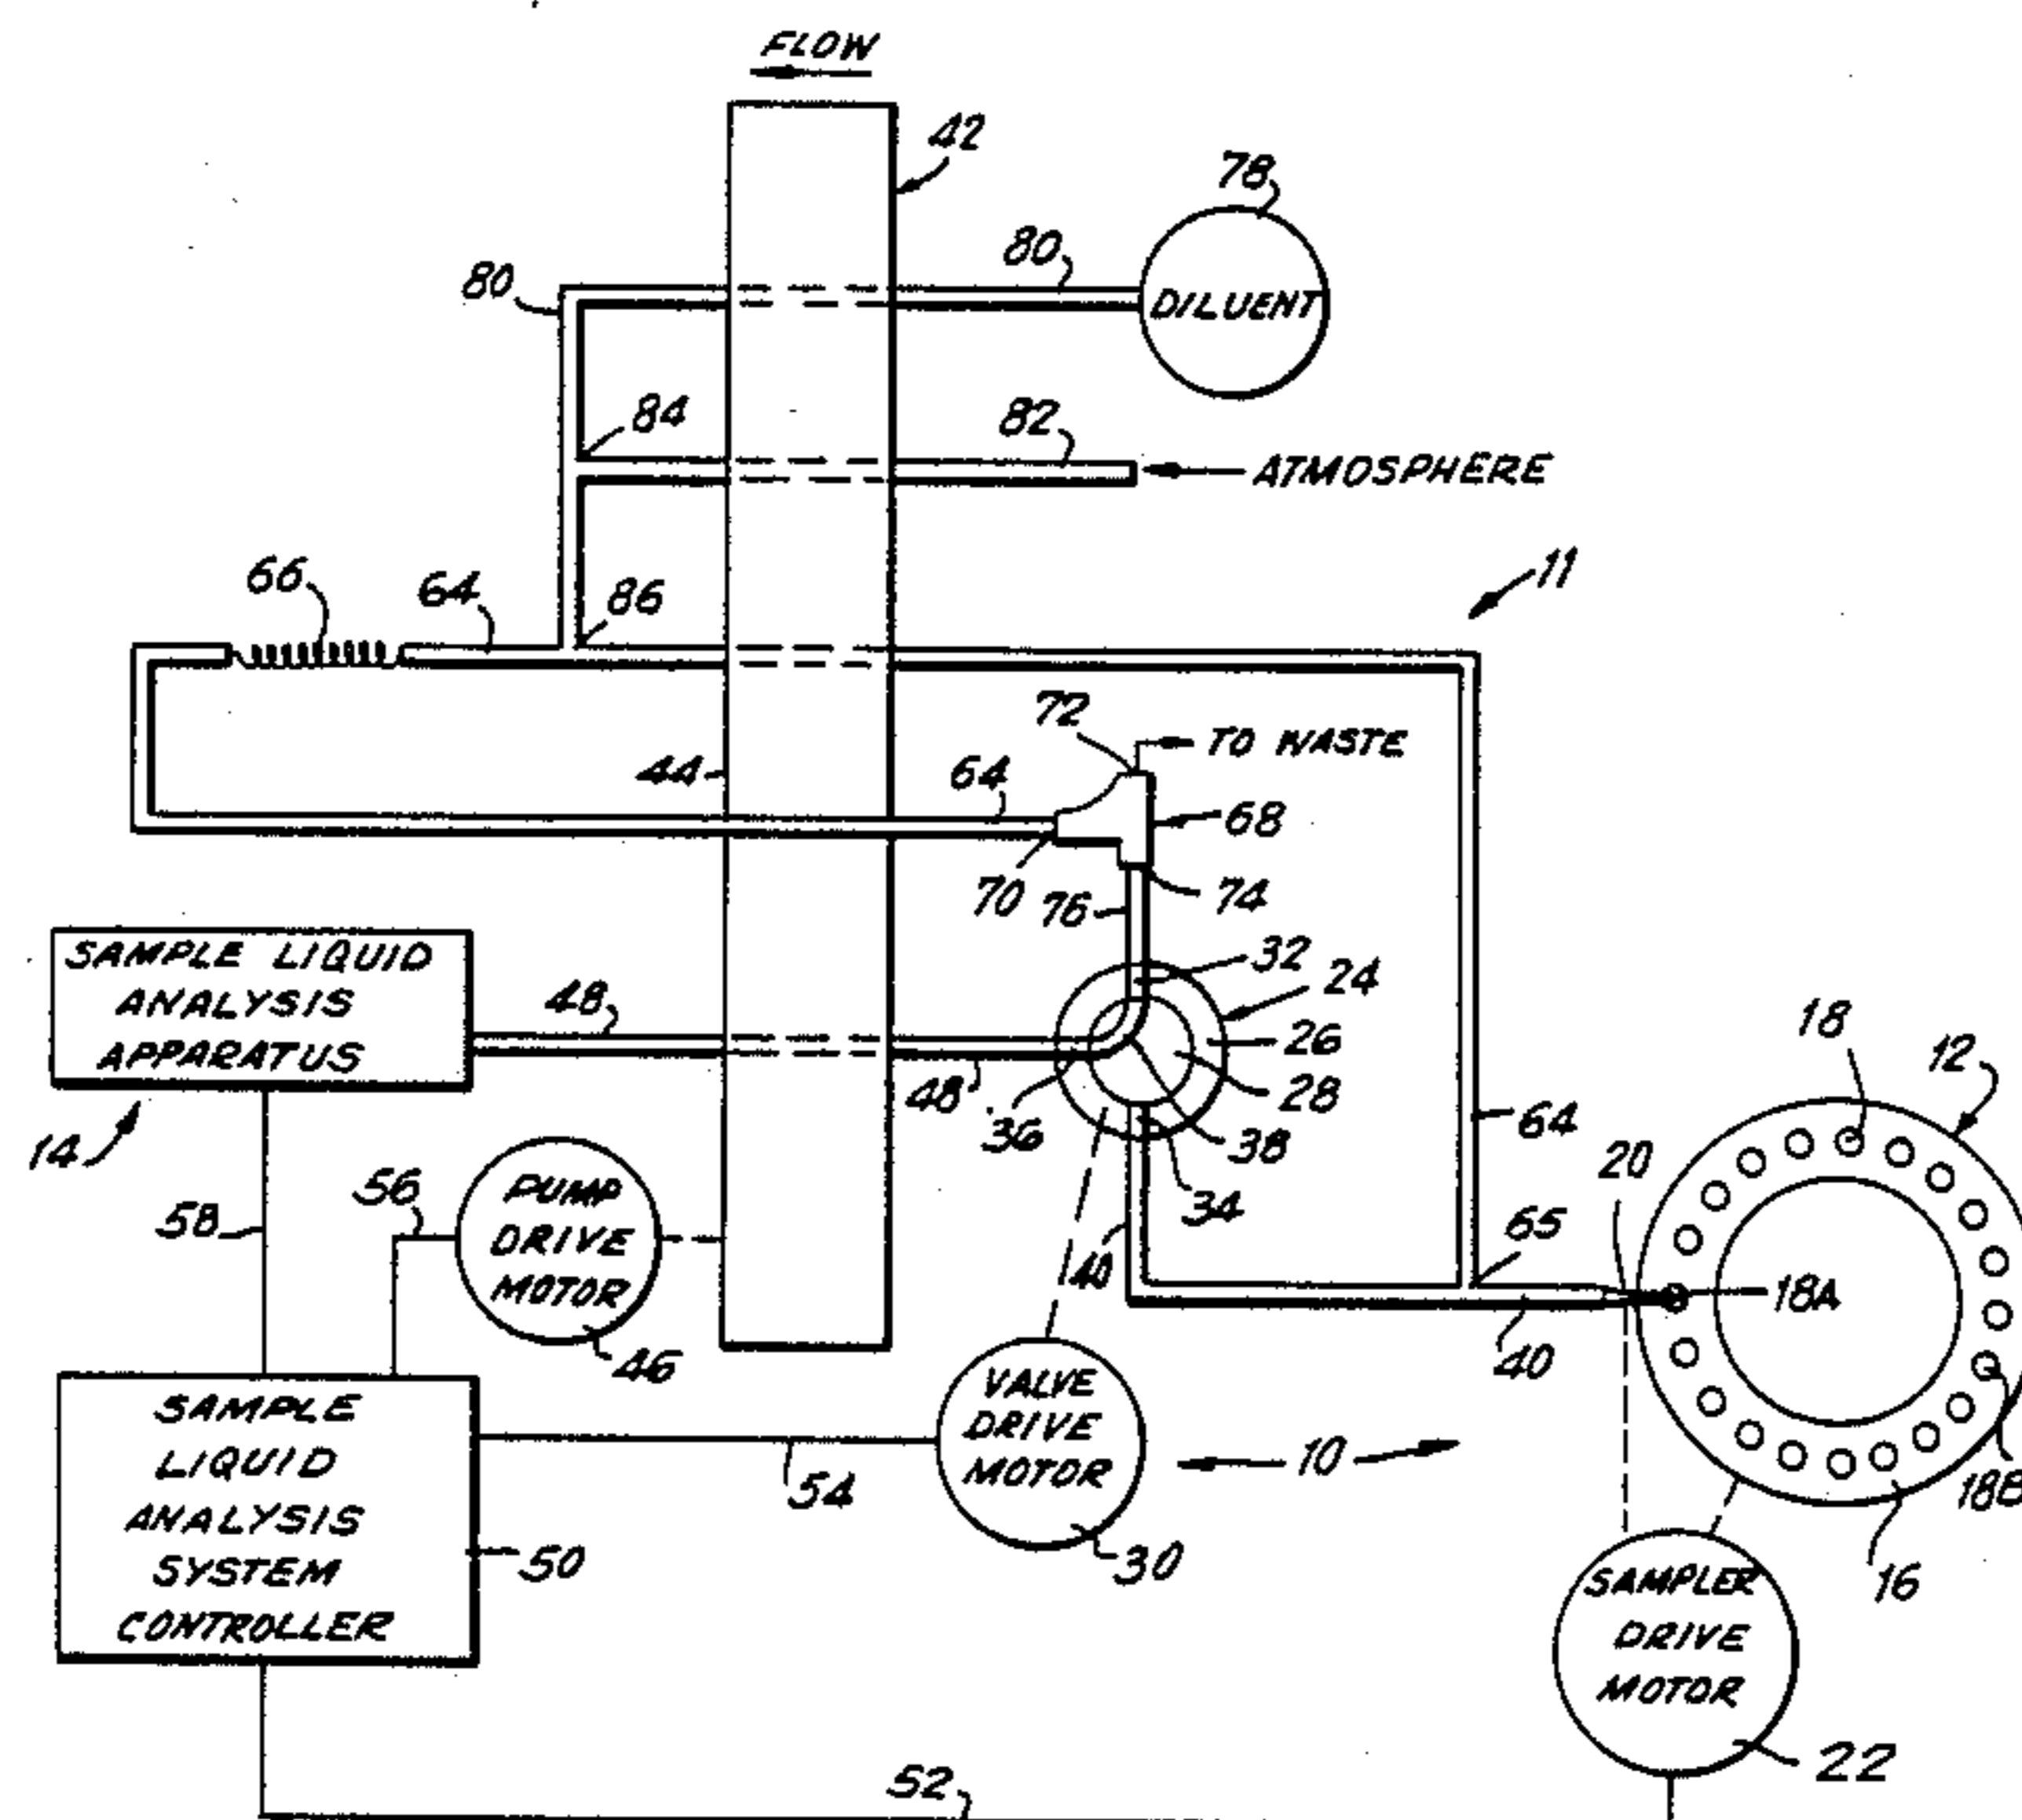 FLOW
42
78
80
80
DILUENT
84
82
ATMOSPHERE
66
64
86
11
72
TO WASTE
44
64
68
70
76
74
SAMPLE LIQUID
ANALYSIS
APPARATUS
48
32
24
26
18
12
14
48
36
38
28
64
20
58
56
PUMP
DRIVE
MOTOR
34
65
40
18A
46
40
SAMPLE
LIQUID
ANALYSIS
SYSTEM
CONTROLLER
50
54
VALVE
DRIVE
MOTOR
10
18B
30
16
SAMPLER
DRIVE
MOTOR
22
52